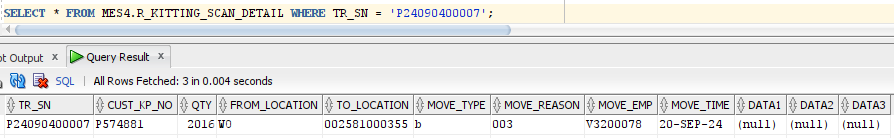 SELECT * FROM MES4.R_KITTING_SCAN_DETAIL WHERE TR_SN = 'P24090400007';
pt Output x Query Result x
SQL | All Rows Fetched: 3 in 0.004 seconds
TR_SN CUST_KP_NO QTY FROM_LOCATION TO_LOCATION MOVE_TYPE MOVE_REASON MOVE_EMP MOVE_TIME DATA1 DATA2 DATA3
P24090400007 P574881 2016 W0 002581000355 b 003 V3200078 20-SEP-24 (null) (null) (null)